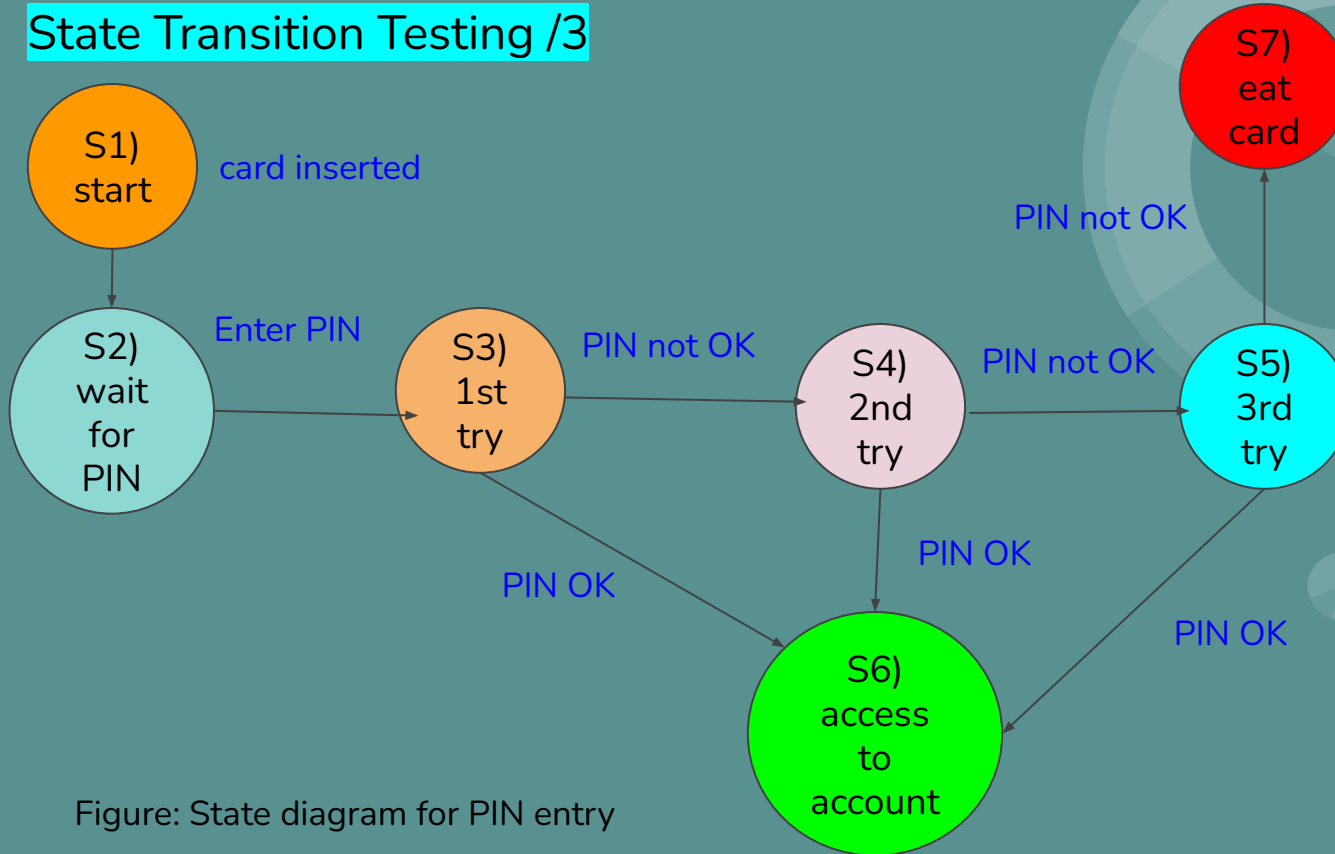 State Transition Testing /3
S1)
start
card inserted
S7)
eat
card
PIN not OK
S2)
wait
for
PIN
Enter PIN
S3)
1st
try
PIN not OK
S4)
2nd
try
PIN not OK
S5)
3rd
try
PIN OK
PIN OK
PIN OK
S6)
access
to
account
Figure: State diagram for PIN entry